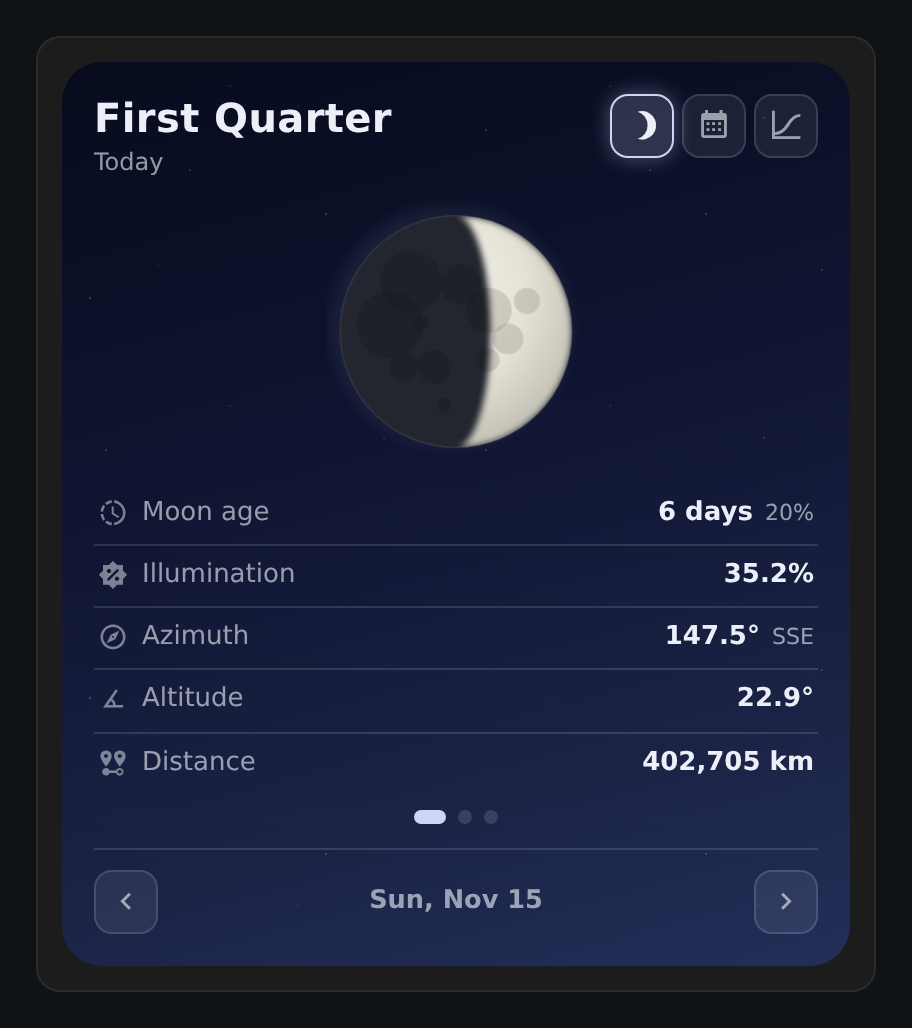 First Quarter
Today
Moon age 6 days 20%
Illumination 35.2%
Azimuth 147.5° SSE
Altitude 22.9°
Distance 402,705 km
Sun, Nov 15